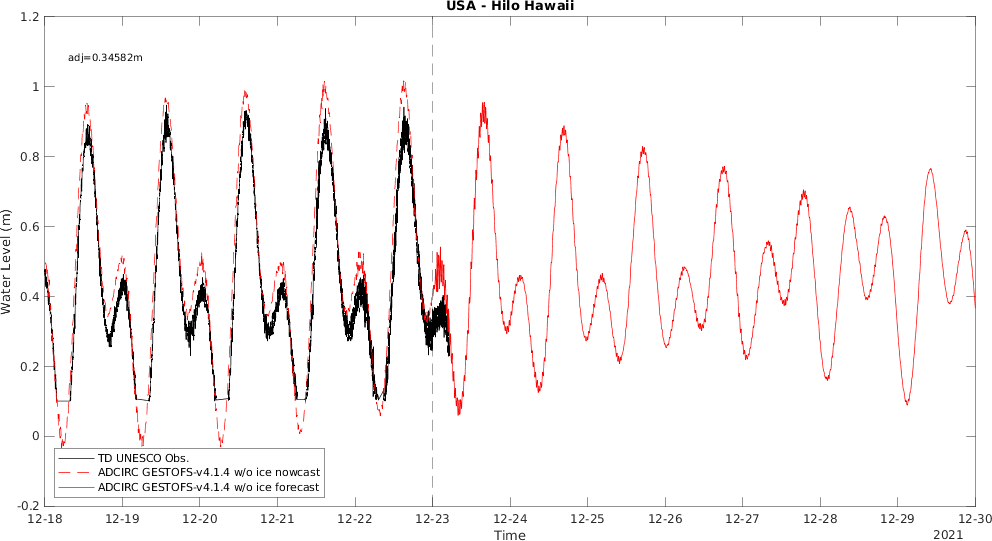 USA - Hilo Hawaii
adj=0.34582m
Water Level (m)
1.2
1
0.8
0.6
0.4
0.2
0
-0.2
TD UNESCO Obs.
ADCIRC GESTOFS-v4.1.4 w/o ice nowcast
ADCIRC GESTOFS-v4.1.4 w/o ice forecast
12-18 12-19 12-20 12-21 12-22 12-23 12-24 12-25 12-26 12-27 12-28 12-29 12-30
Time
2021